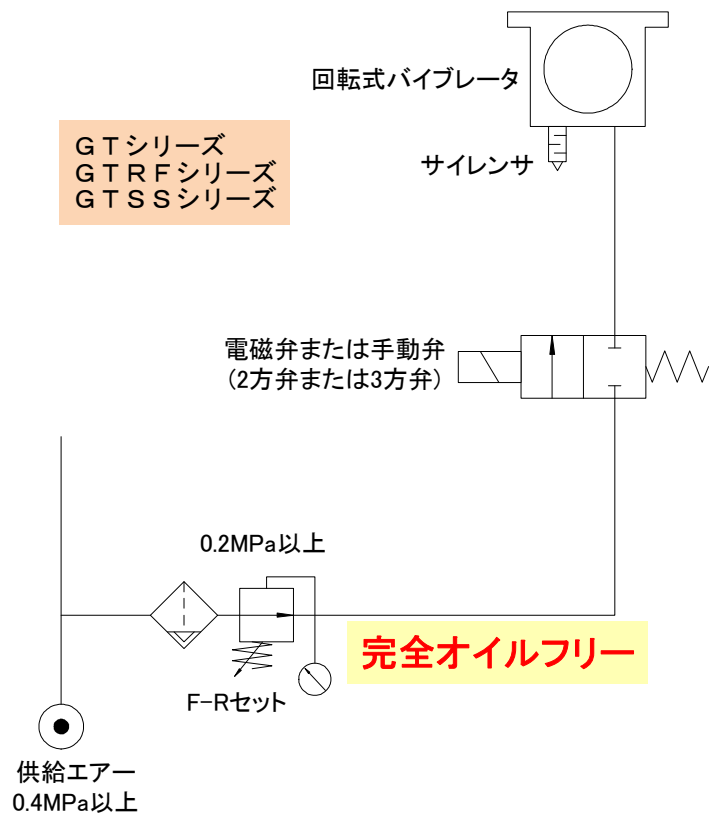 回転式バイブレータ
GTシリーズ
GTRFシリーズ
GTSSシリーズ
サイレンサ
電磁弁または手動弁
(2方弁または3方弁)
0.2MPa以上
完全オイルフリー
F-Rセット
供給エアー
0.4MPa以上